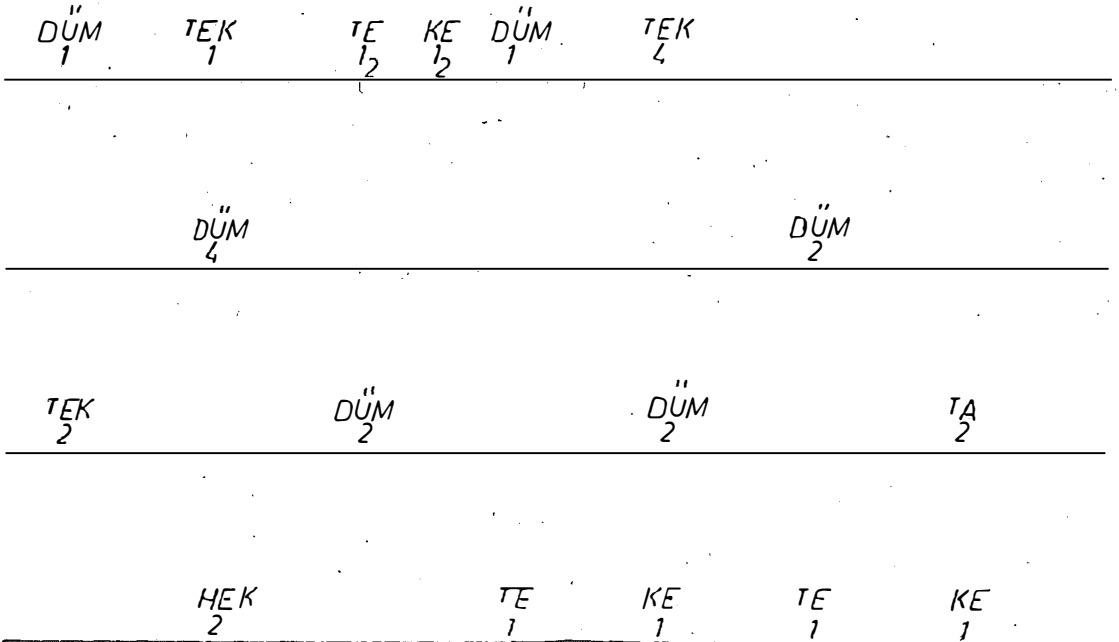 DÜM TEK TE KE DÜM TEK
1 1 1/2 1/2 1 4
DÜM DÜM
4 2
TEK DÜM DÜM TA
2 2 2 2
HEK TE KE TE KE
2 1 1 1 1